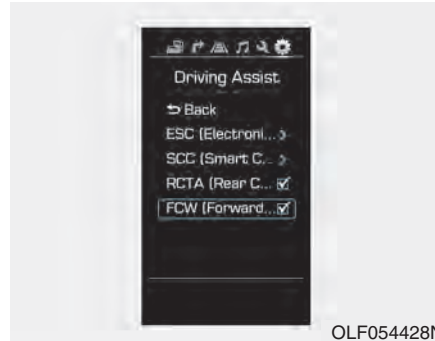 Driving Assist
Back
ESC (Electroni...
SCC (Smart C...
RCTA (Rear C...
FCW (Forward...
OLF054428N